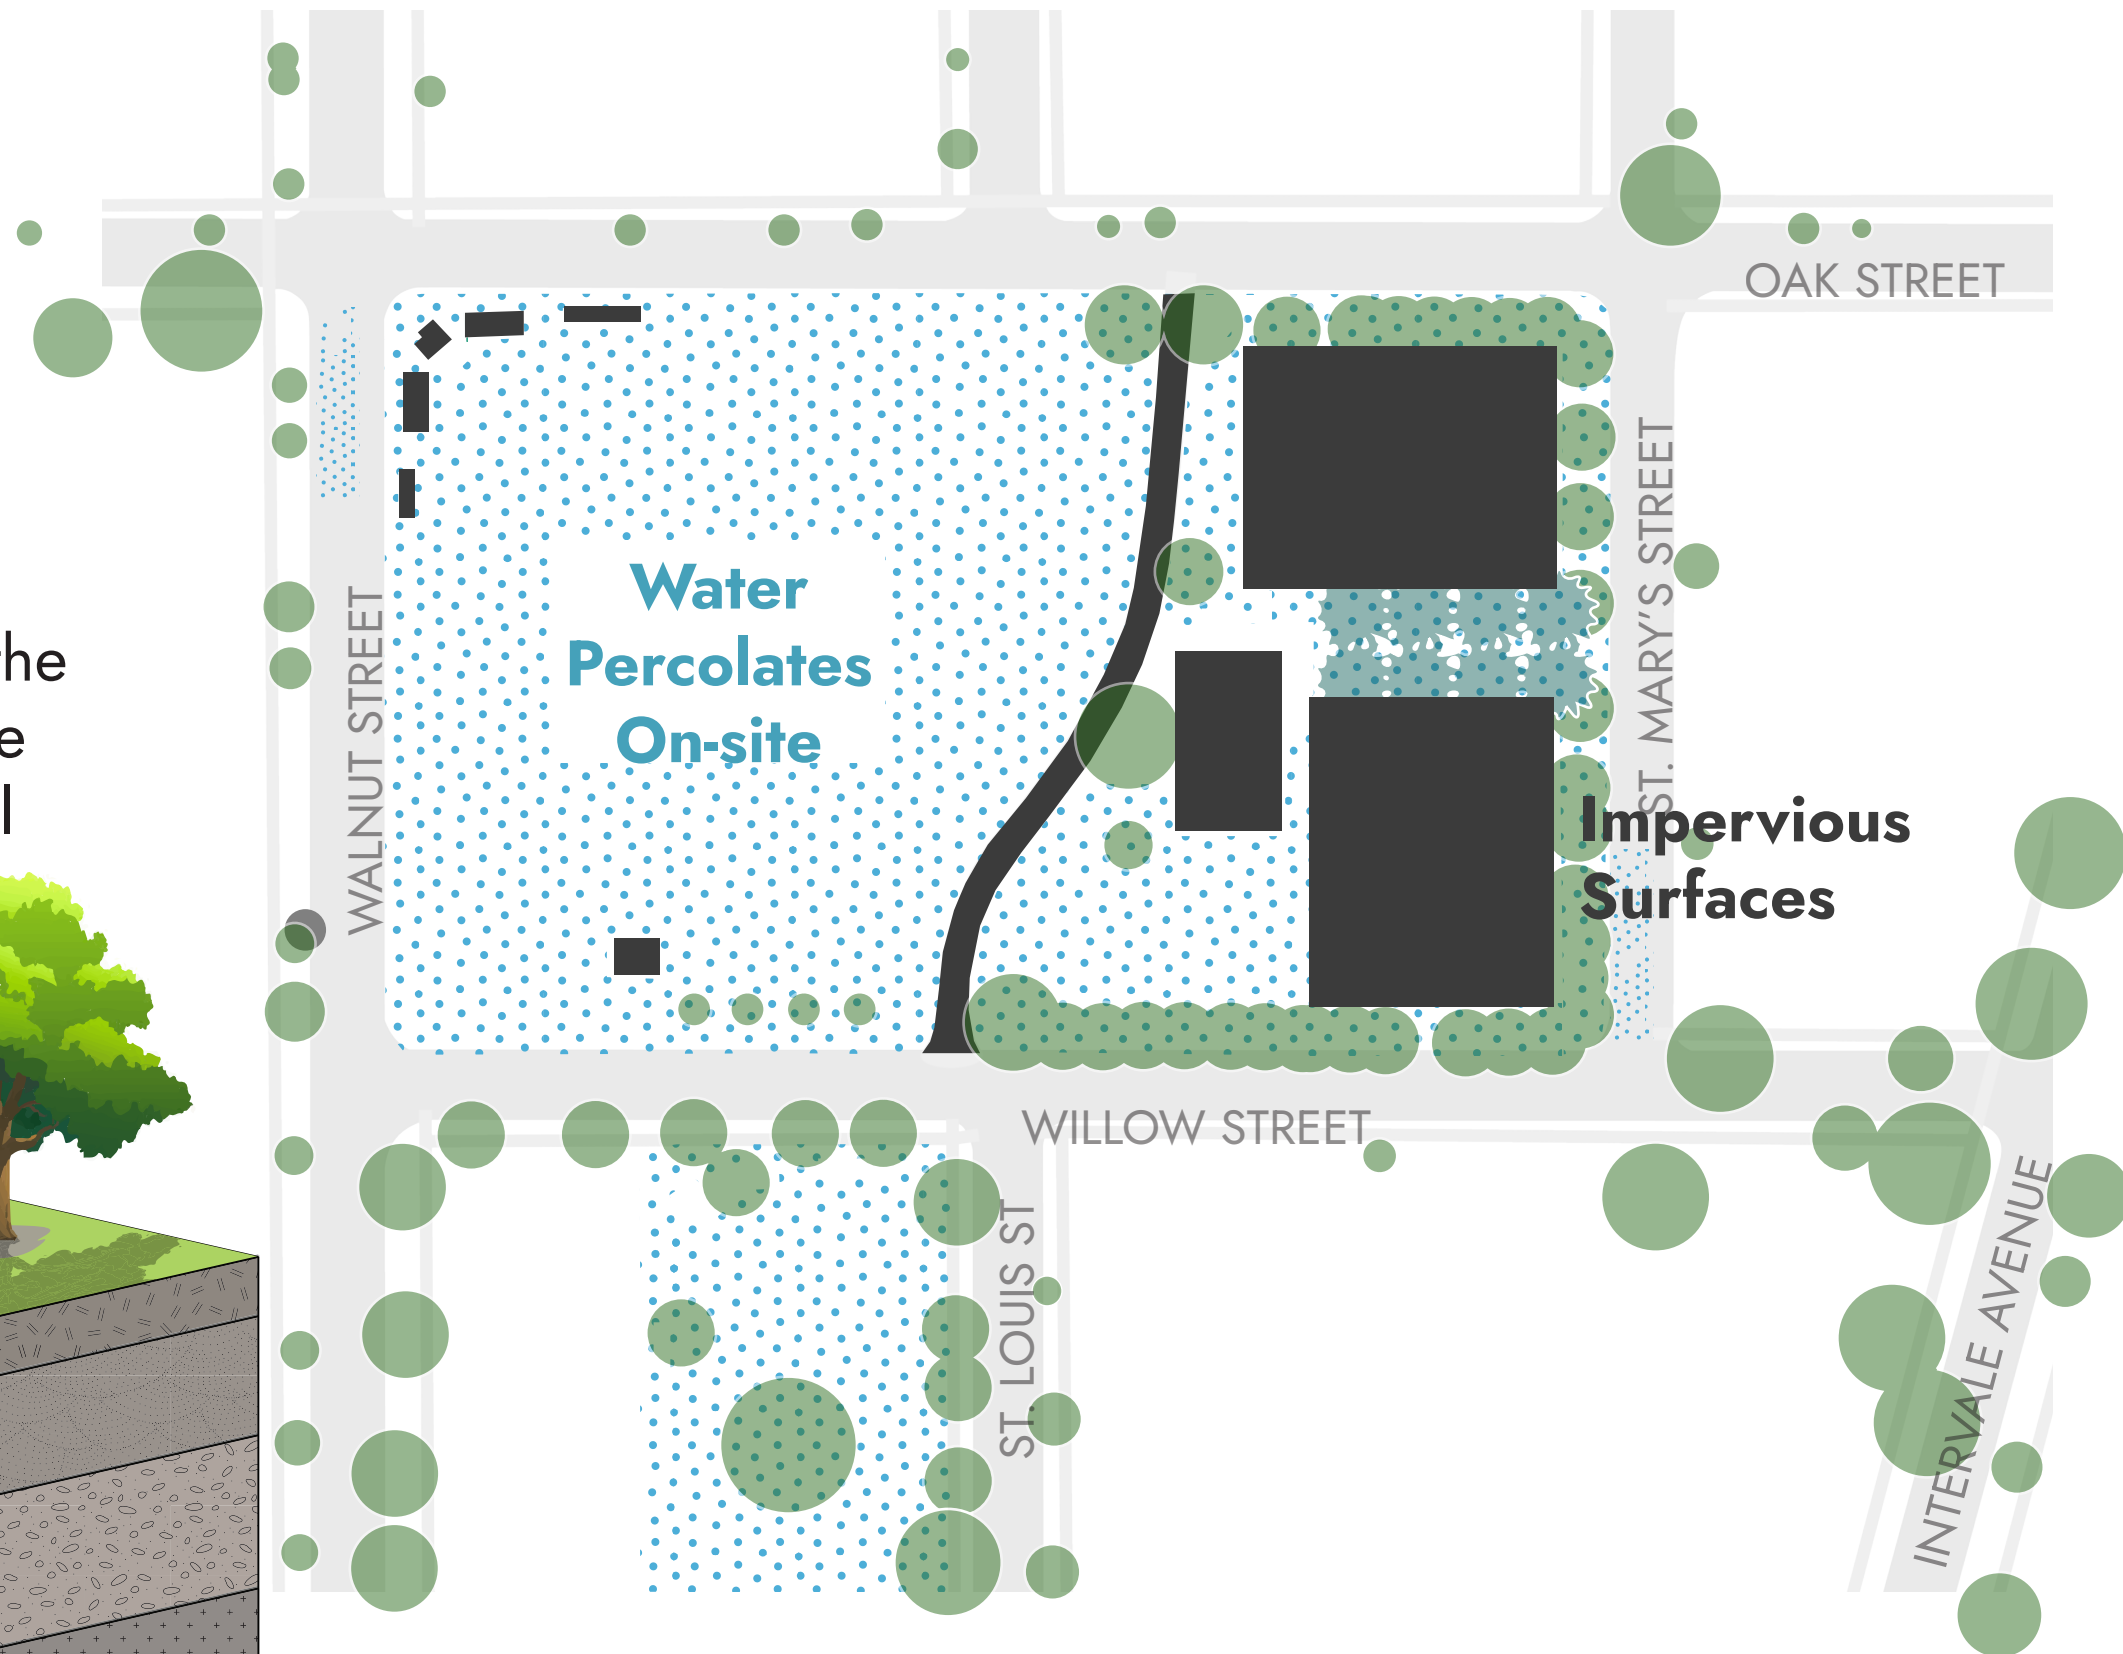 OAK STREET
ST. MARY'S STREET
WALNUT STREET
Water
Percolates
On-site
the
e
l
Impervious
Surfaces
WILLOW STREET
ST. LOUIS ST
INTERVALE AVENUE